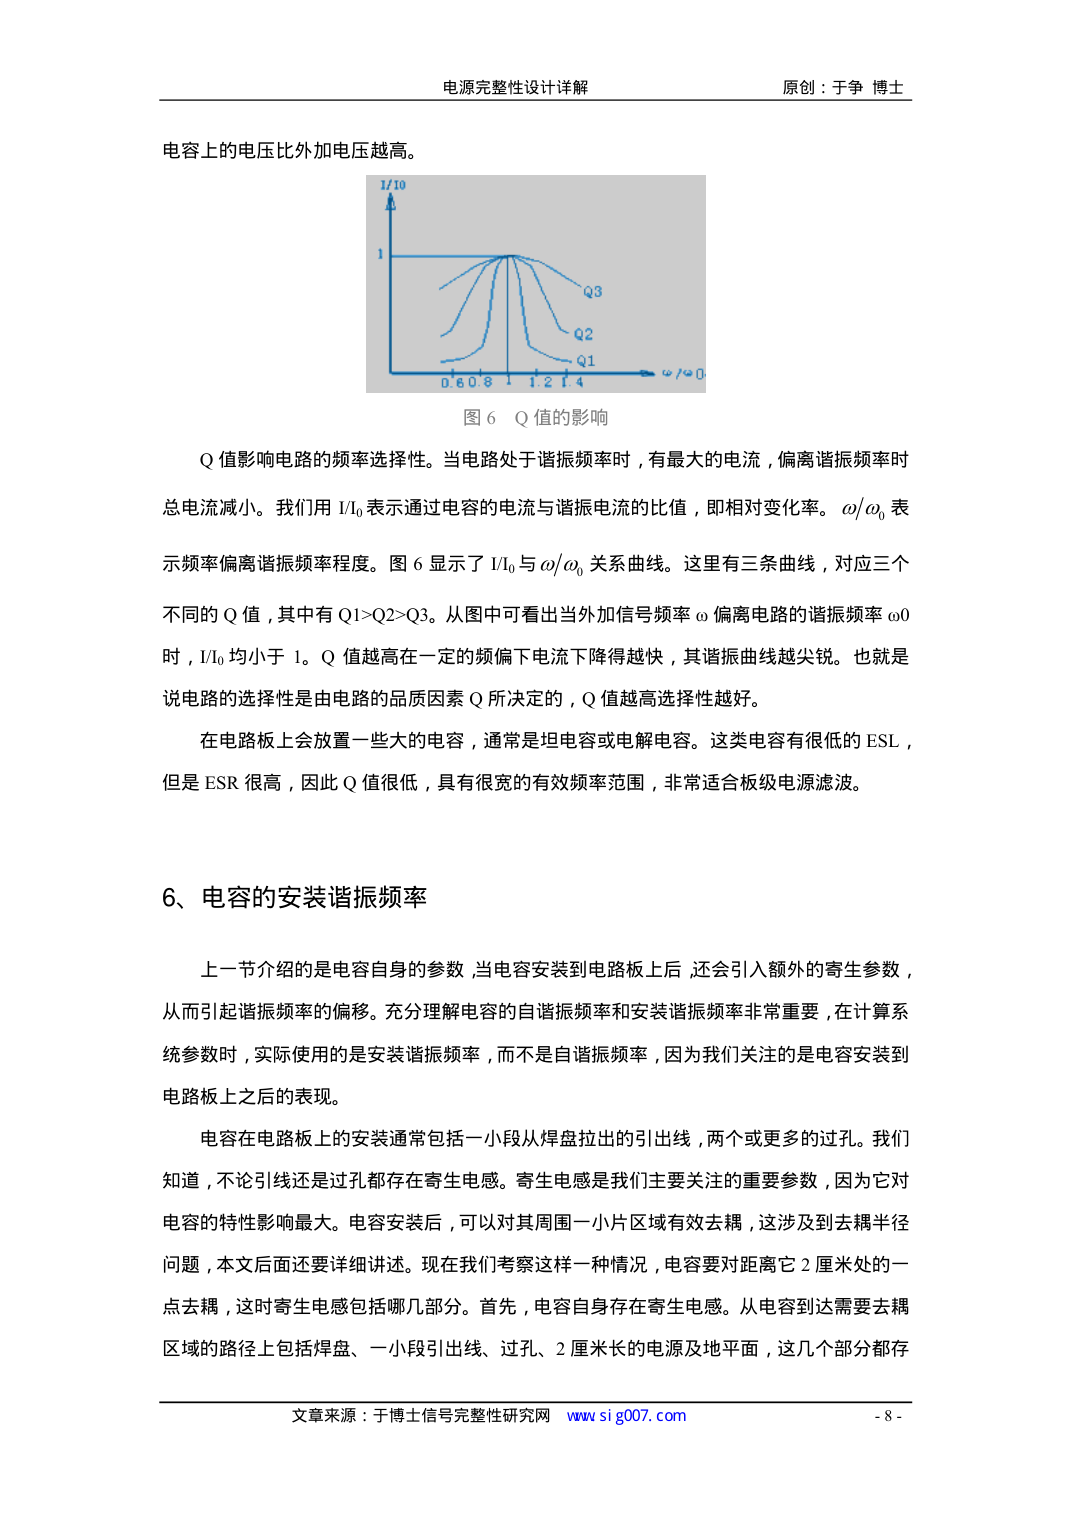 电源完整性设计详解 原创：于争 博士
电容上的电压比外加电压越高。
I/I0
1
Q3
Q2
Q1
0.6 0.8 1 1.2 1.4 ω/ω0
图 6 Q 值的影响
Q 值影响电路的频率选择性。当电路处于谐振频率时，有最大的电流，偏离谐振频率时
总电流减小。我们用 I/I0 表示通过电容的电流与谐振电流的比值，即相对变化率。 ω/ω0 表
示频率偏离谐振频率程度。图 6 显示了 I/I0 与 ω/ω0 关系曲线。这里有三条曲线，对应三个
不同的 Q 值，其中有 Q1>Q2>Q3。从图中可看出当外加信号频率 ω 偏离电路的谐振频率 ω0
时，I/I0 均小于 1。Q 值越高在一定的频偏下电流下降得越快，其谐振曲线越尖锐。也就是
说电路的选择性是由电路的品质因素 Q 所决定的，Q 值越高选择性越好。
在电路板上会放置一些大的电容，通常是坦电容或电解电容。这类电容有很低的 ESL，
但是 ESR 很高，因此 Q 值很低，具有很宽的有效频率范围，非常适合板级电源滤波。
6、电容的安装谐振频率
上一节介绍的是电容自身的参数，当电容安装到电路板上后，还会引入额外的寄生参数，
从而引起谐振频率的偏移。充分理解电容的自谐振频率和安装谐振频率非常重要，在计算系
统参数时，实际使用的是安装谐振频率，而不是自谐振频率，因为我们关注的是电容安装到
电路板上之后的表现。
电容在电路板上的安装通常包括一小段从焊盘拉出的引出线，两个或更多的过孔。我们
知道，不论引线还是过孔都存在寄生电感。寄生电感是我们主要关注的重要参数，因为它对
电容的特性影响最大。电容安装后，可以对其周围一小片区域有效去耦，这涉及到去耦半径
问题，本文后面还要详细讲述。现在我们考察这样一种情况，电容要对距离它 2 厘米处的一
点去耦，这时寄生电感包括哪几部分。首先，电容自身存在寄生电感。从电容到达需要去耦
区域的路径上包括焊盘、一小段引出线、过孔、2 厘米长的电源及地平面，这几个部分都存
文章来源：于博士信号完整性研究网 www.sig007.com - 8 -